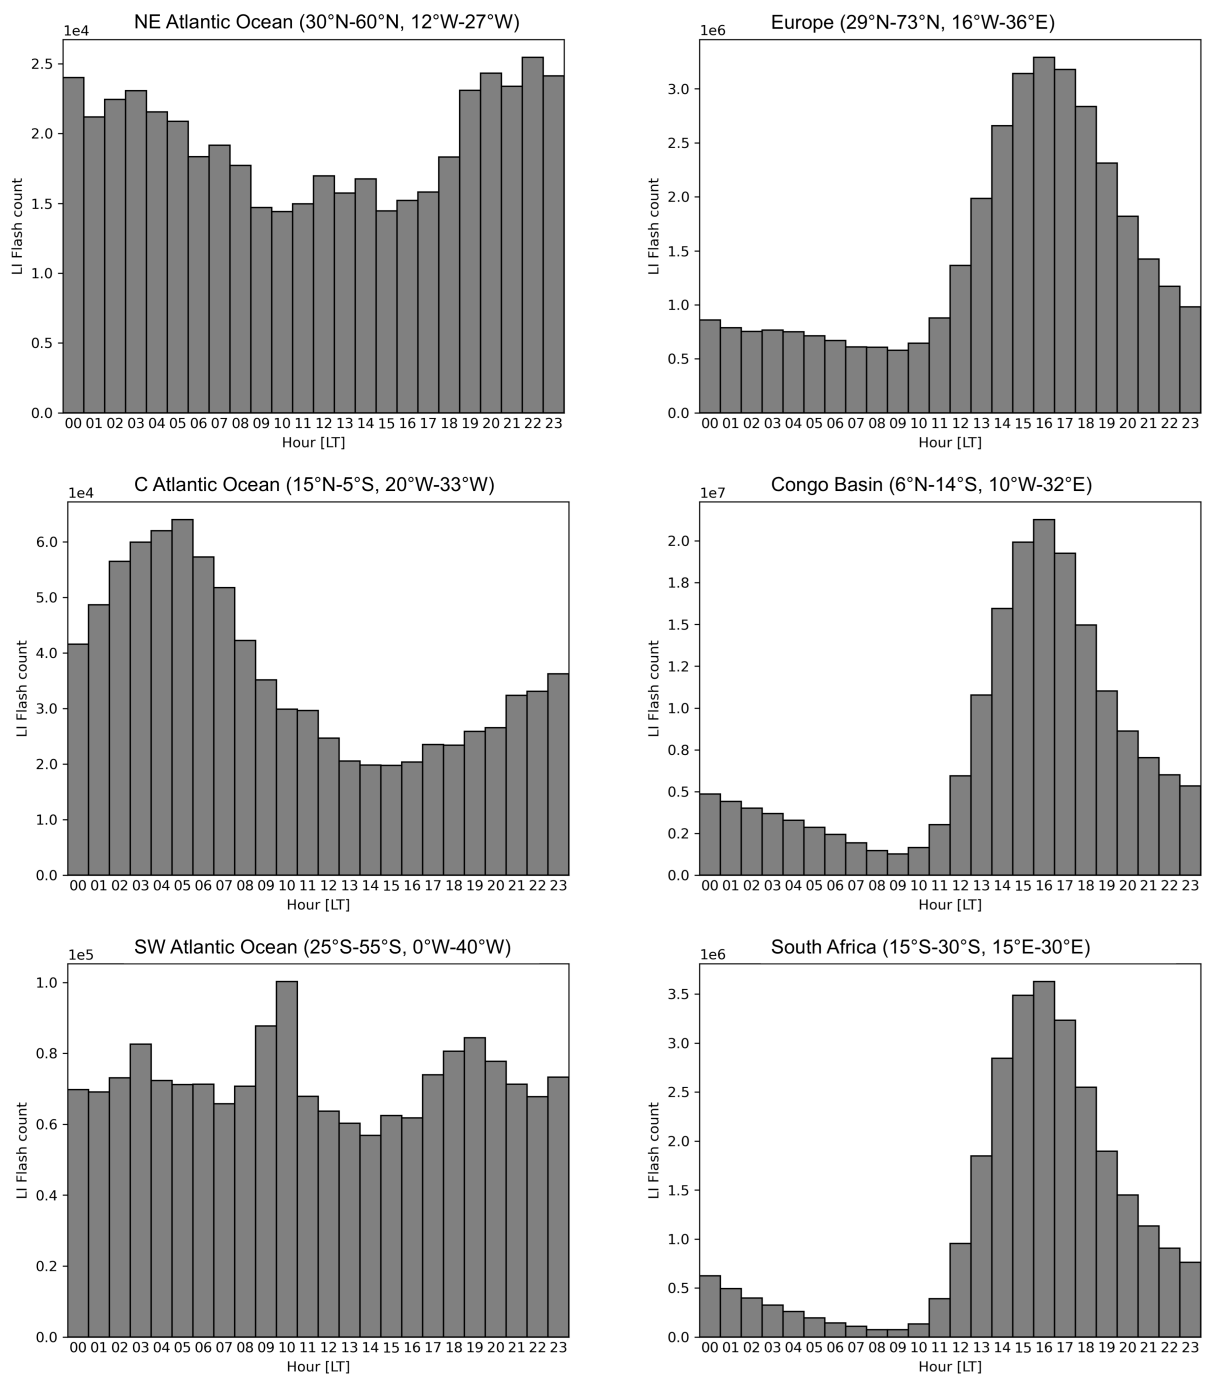 NE Atlantic Ocean (30°N-60°N, 12°W-27°W)
1e4
2.5
2.0
1.5
1.0
0.5
0.0
LI Flash count
00 01 02 03 04 05 06 07 08 09 10 11 12 13 14 15 16 17 18 19 20 21 22 23
Hour [LT]
Europe (29°N-73°N, 16°W-36°E)
1e6
3.0
2.5
2.0
1.5
1.0
0.5
0.0
LI Flash count
00 01 02 03 04 05 06 07 08 09 10 11 12 13 14 15 16 17 18 19 20 21 22 23
Hour [LT]
C Atlantic Ocean (15°N-5°S, 20°W-33°W)
1e4
6.0
5.0
4.0
3.0
2.0
1.0
0.0
LI Flash count
00 01 02 03 04 05 06 07 08 09 10 11 12 13 14 15 16 17 18 19 20 21 22 23
Hour [LT]
Congo Basin (6°N-14°S, 10°W-32°E)
1e7
2.0
1.8
1.5
1.2
1.0
0.8
0.5
0.2
0.0
LI Flash count
00 01 02 03 04 05 06 07 08 09 10 11 12 13 14 15 16 17 18 19 20 21 22 23
Hour [LT]
SW Atlantic Ocean (25°S-55°S, 0°W-40°W)
1e5
1.0
0.8
0.6
0.4
0.2
0.0
LI Flash count
00 01 02 03 04 05 06 07 08 09 10 11 12 13 14 15 16 17 18 19 20 21 22 23
Hour [LT]
South Africa (15°S-30°S, 15°E-30°E)
1e6
3.5
3.0
2.5
2.0
1.5
1.0
0.5
0.0
LI Flash count
00 01 02 03 04 05 06 07 08 09 10 11 12 13 14 15 16 17 18 19 20 21 22 23
Hour [LT]